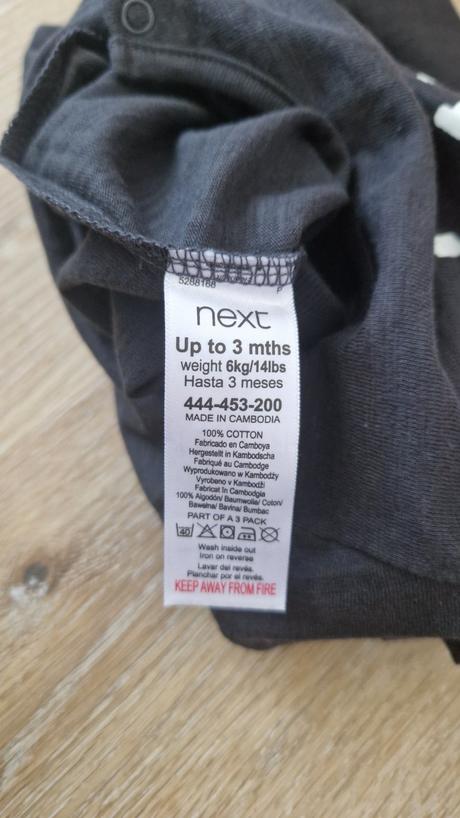 5288188
next
Up to 3 mths
weight 6kg/14lbs
Hasta 3 meses
444-453-200
MADE IN CAMBODIA
100% COTTON
Fabricado en Camboya
Hergestellt in Kambodscha
Fabriqué au Cambodge
Wyprodukowano w Kambodży
Vyrobeno v Kambodži
Fabricat În Cambodgia
100% Algodón/ Baumwolle/ Coton/
Bawełna/ Bavlna/ Bumbac
PART OF A 3 PACK
40
Wash inside out
Iron on reverse
Lavar del revés.
Planchar por el revés.
KEEP AWAY FROM FIRE